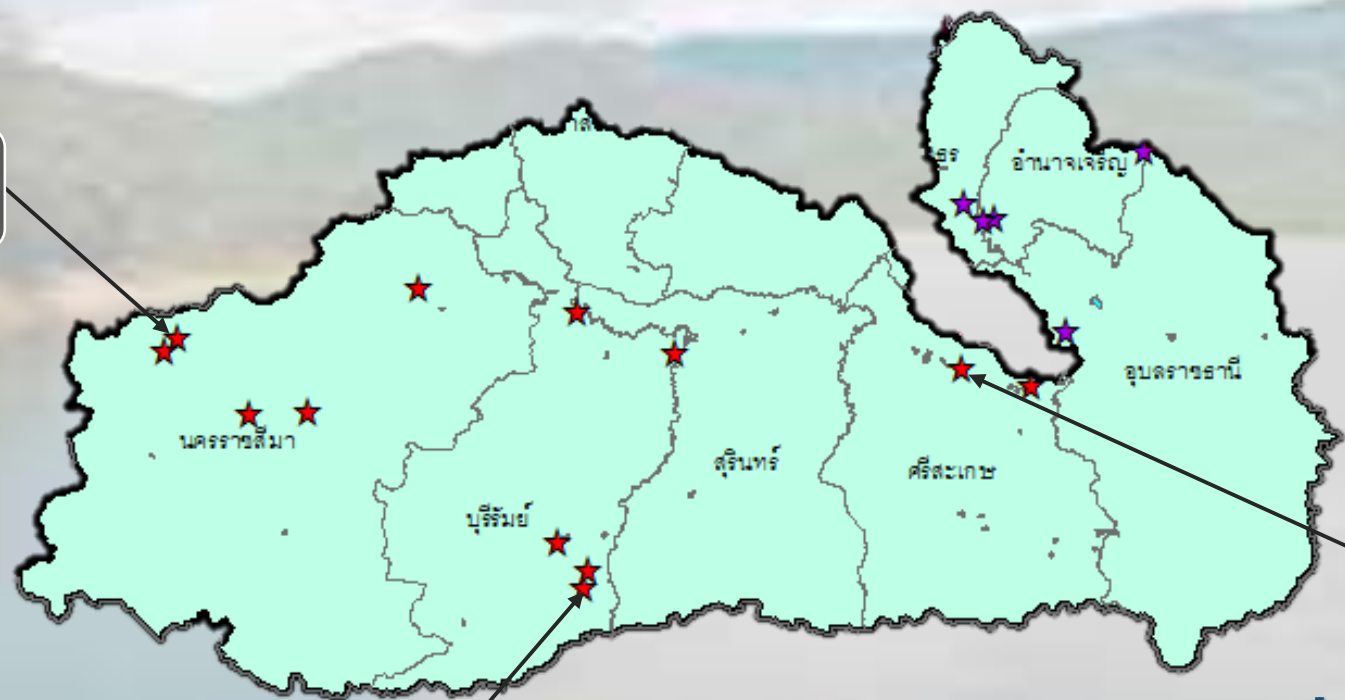 อำนาจเจริญ
อุบลราชธานี
นครราชสีมา
สุรินทร์
ศรีสะเกษ
บุรีรัมย์